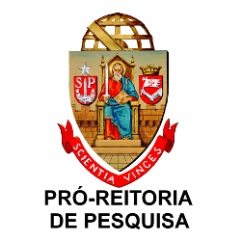 S P
SCIENTIA VINCES
PRÓ-REITORIA
DE PESQUISA